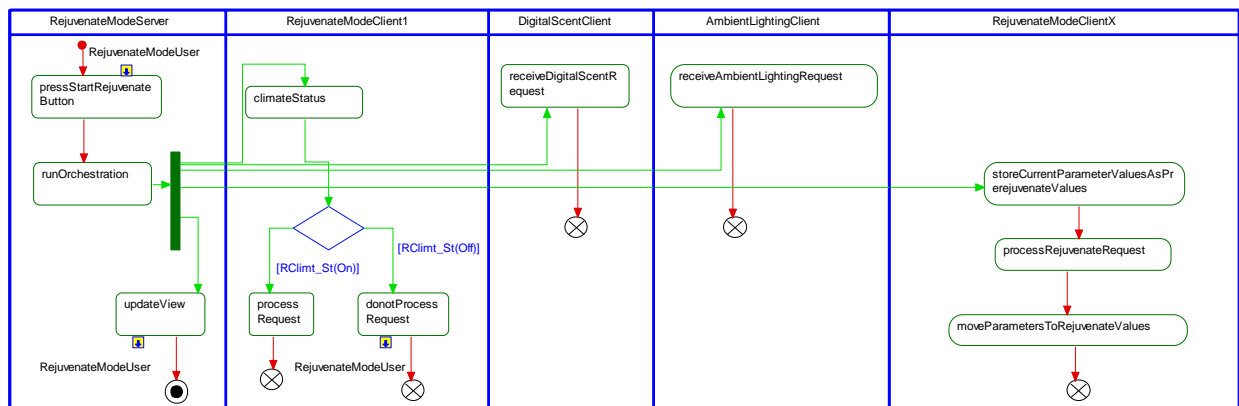 RejuvenateModeServer
RejuvenateModeClient1
DigitalScentClient
AmbientLightingClient
RejuvenateModeClientX
RejuvenateModeUser
pressStartRejuvenate
Button
climateStatus
receiveDigitalScentR
equest
receiveAmbientLightingRequest
runOrchestration
storeCurrentParameterValuesAsPr
erejuvenateValues
[RClimt_St(Off)]
[RClimt_St(On)]
processRejuvenateRequest
updateView
process
Request
donotProcess
Request
moveParametersToRejuvenateValues
RejuvenateModeUser
RejuvenateModeUser